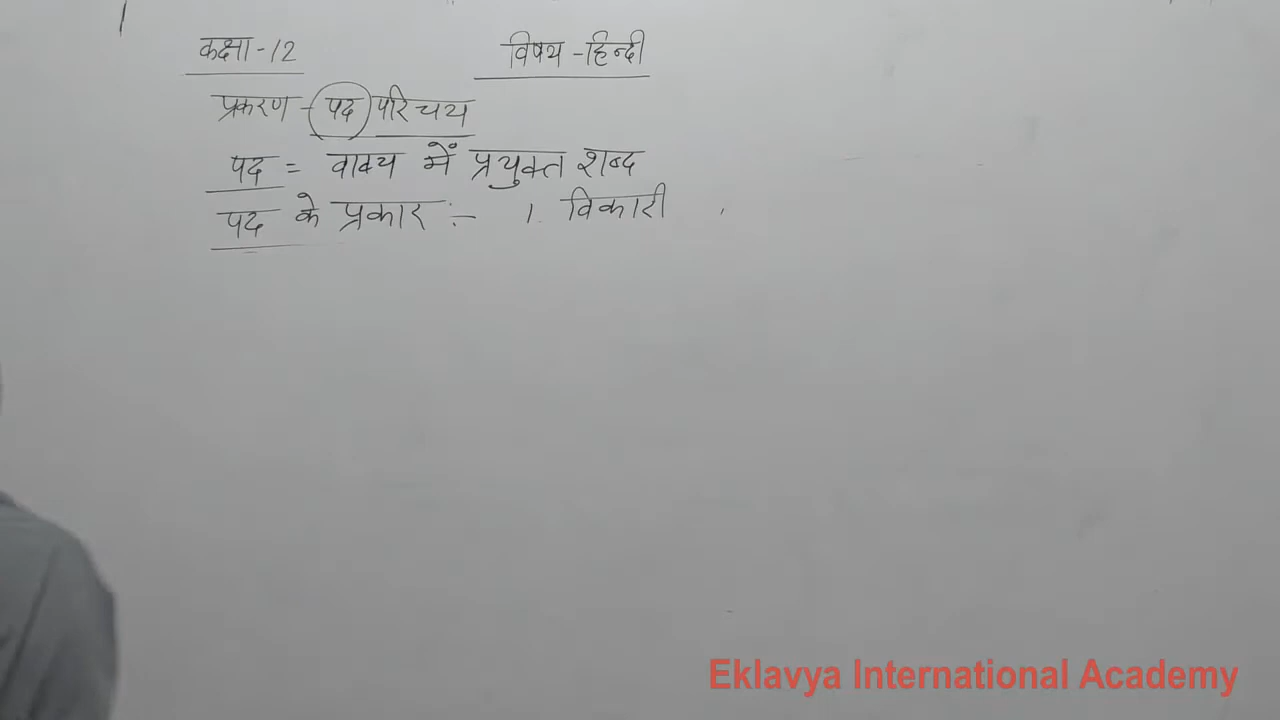 कक्षा-12 विषय-हिन्दी
प्रकरण - पद परिचय
पद = वाक्य में प्रयुक्त शब्द
पद के प्रकार :- 1. विकारी
Eklavya International Academy